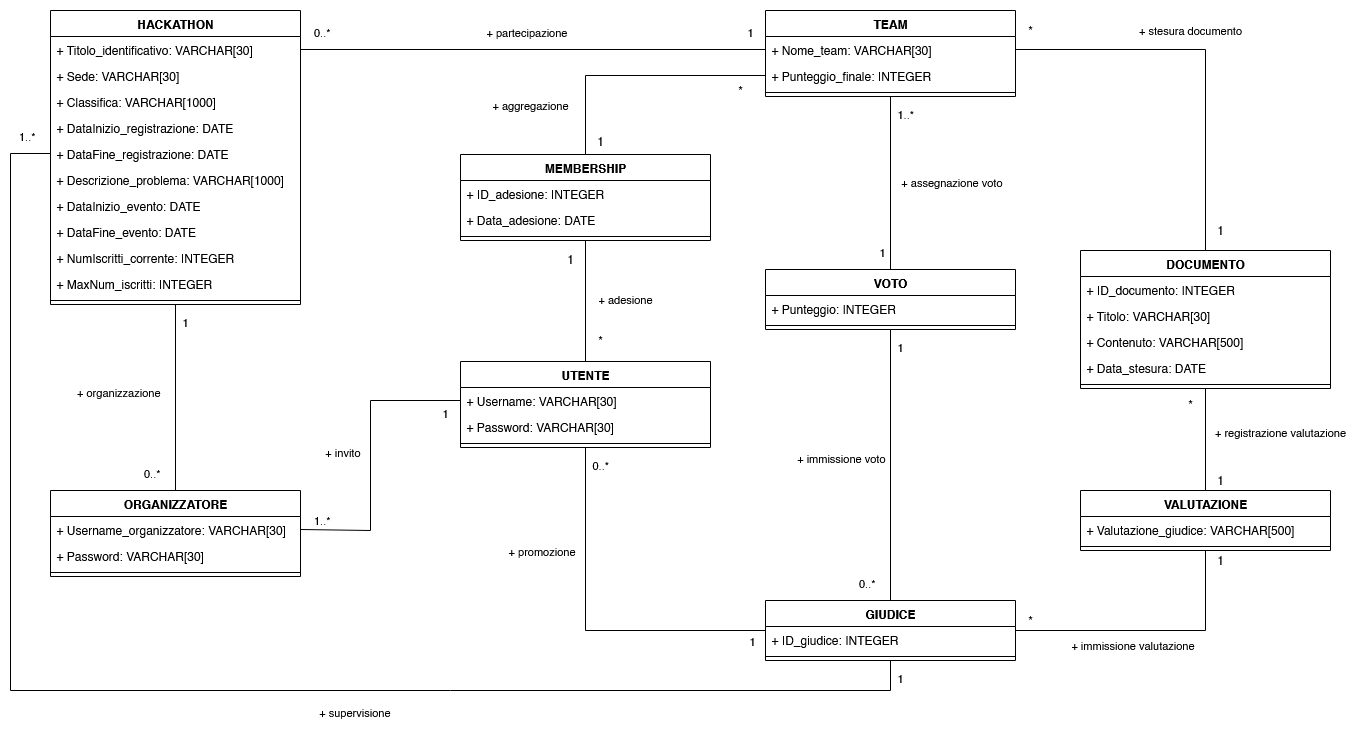 HACKATHON
+ Titolo_identificativo: VARCHAR[30]
+ Sede: VARCHAR[30]
+ Classifica: VARCHAR[1000]
+ DataInizio_registrazione: DATE
+ DataFine_registrazione: DATE
+ Descrizione_problema: VARCHAR[1000]
+ DataInizio_evento: DATE
+ DataFine_evento: DATE
+ NumIscritti_corrente: INTEGER
+ MaxNum_iscritti: INTEGER
0..*
+ partecipazione
1
TEAM
+ Nome_team: VARCHAR[30]
+ Punteggio_finale: INTEGER
*
+ stesura documento
1
*
+ aggregazione
1
MEMBERSHIP
+ ID_adesione: INTEGER
+ Data_adesione: DATE
1
+ adesione
*
UTENTE
+ Username: VARCHAR[30]
+ Password: VARCHAR[30]
1..*
+ assegnazione voto
1
VOTO
+ Punteggio: INTEGER
1
+ immissione voto
0..*
DOCUMENTO
+ ID_documento: INTEGER
+ Titolo: VARCHAR[30]
+ Contenuto: VARCHAR[500]
+ Data_stesura: DATE
*
+ registrazione valutazione
1
VALUTAZIONE
+ Valutazione_giudice: VARCHAR[500]
1
+ immissione valutazione
*
1..*
1
+ organizzazione
0..*
ORGANIZZATORE
+ Username_organizzatore: VARCHAR[30]
+ Password: VARCHAR[30]
1
+ invito
1..*
0..*
+ promozione
1
GIUDICE
+ ID_giudice: INTEGER
1
+ supervisione